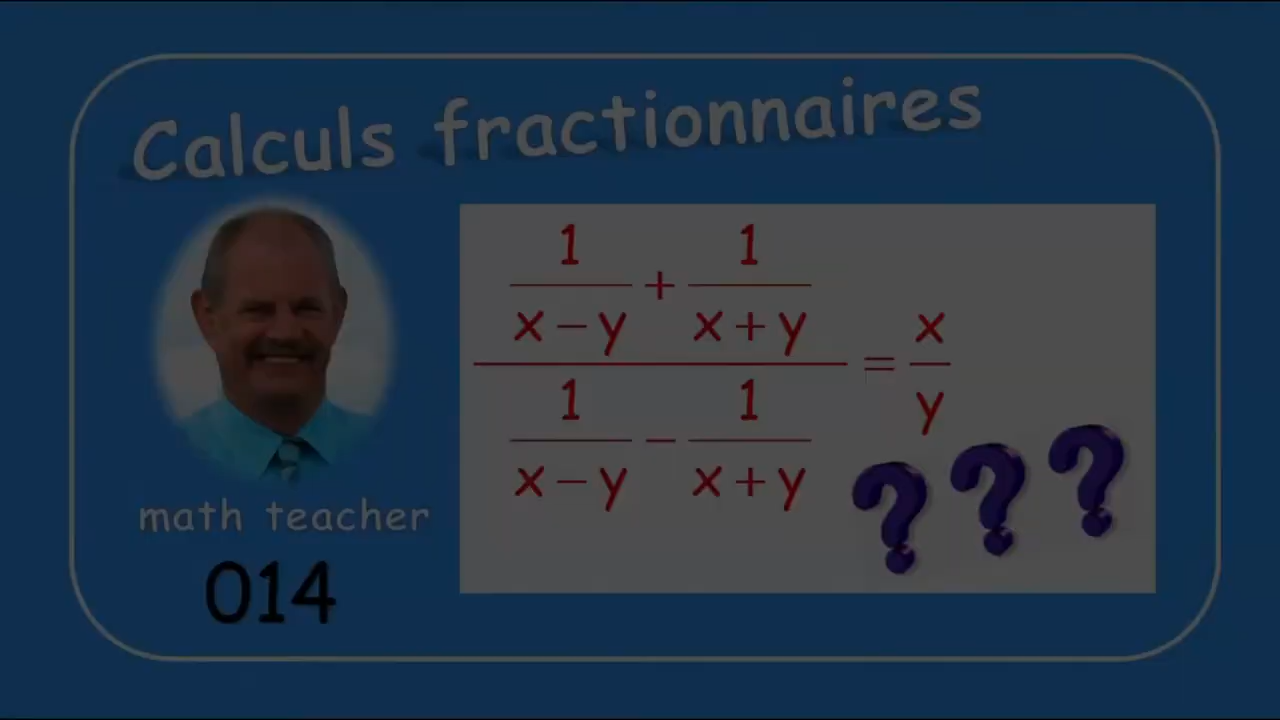 Calculs fractionnaires
1 1
x − y + x + y
1 1
x − y − x + y
= x
y
? ? ?
math teacher
014